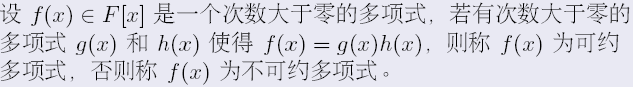 设 f(x) ∈ F[x] 是一个次数大于零的多项式，若有次数大于零的
多项式 g(x) 和 h(x) 使得 f(x) = g(x)h(x)，则称 f(x) 为可约
多项式，否则称 f(x) 为不可约多项式。